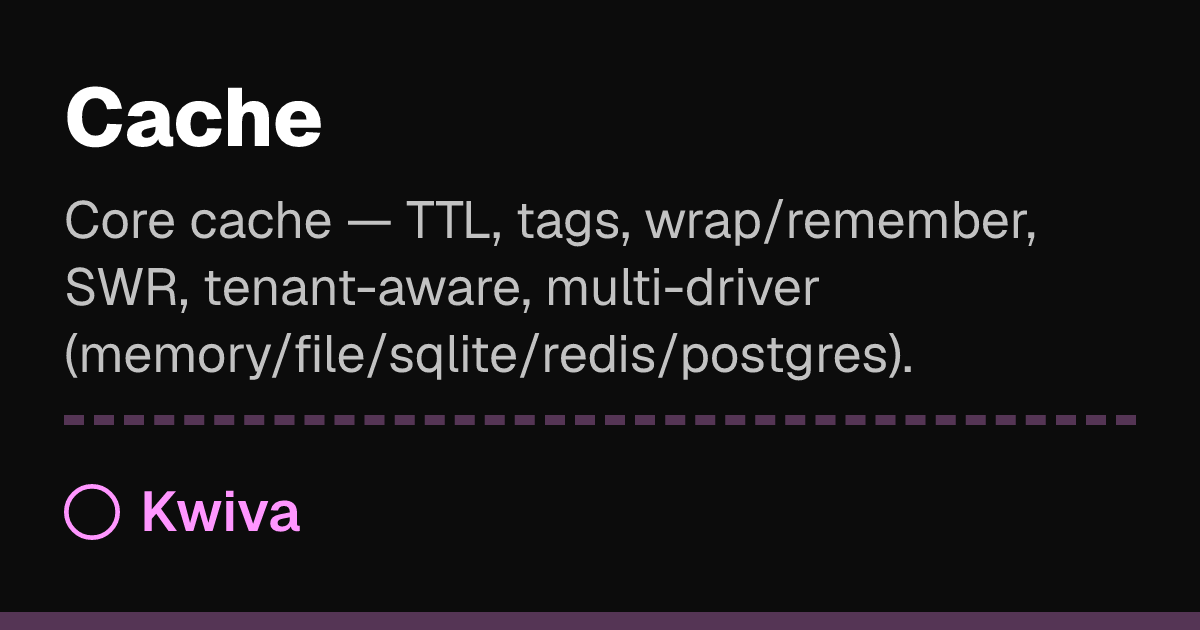 Cache
Core cache — TTL, tags, wrap/remember,
SWR, tenant-aware, multi-driver
(memory/file/sqlite/redis/postgres).
Kwiva